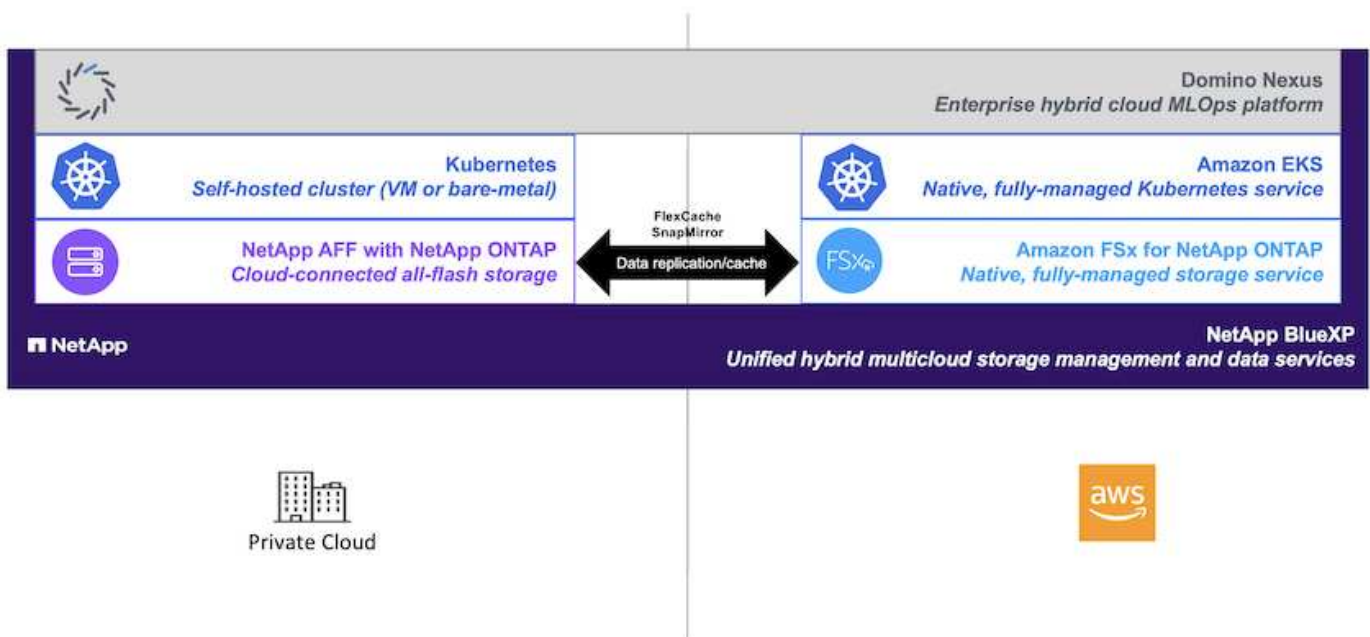 Domino Nexus
Enterprise hybrid cloud MLOps platform
Kubernetes
Self-hosted cluster (VM or bare-metal)
Amazon EKS
Native, fully-managed Kubernetes service
FlexCache
SnapMirror
Data replication/cache
NetApp AFF with NetApp ONTAP
Cloud-connected all-flash storage
FSx
Amazon FSx for NetApp ONTAP
Native, fully-managed storage service
NetApp
NetApp BlueXP
Unified hybrid multicloud storage management and data services
Private Cloud
aws